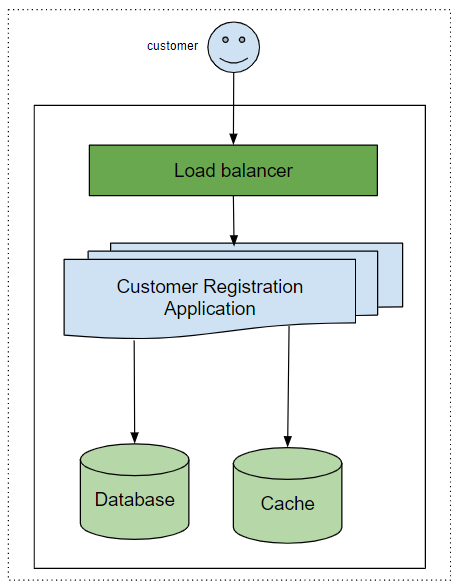 customer
Load balancer
Customer Registration
Application
Database
Cache